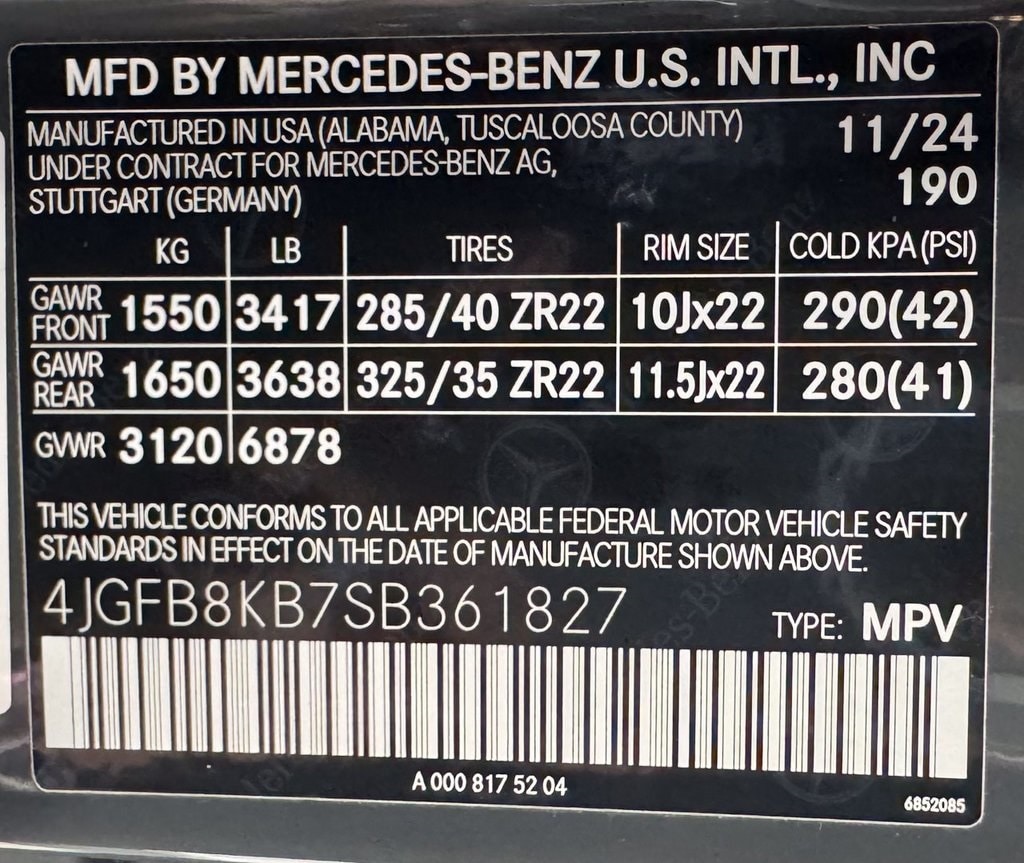 MFD BY MERCEDES-BENZ U.S. INTL., INC
MANUFACTURED IN USA (ALABAMA, TUSCALOOSA COUNTY) 11/24
UNDER CONTRACT FOR MERCEDES-BENZ AG, 190
STUTTGART (GERMANY)
KG LB TIRES RIM SIZE COLD KPA (PSI)
GAWR FRONT 1550 3417 285/40 ZR22 10Jx22 290(42)
GAWR REAR 1650 3638 325/35 ZR22 11.5Jx22 280(41)
GVWR 3120 6878
THIS VEHICLE CONFORMS TO ALL APPLICABLE FEDERAL MOTOR VEHICLE SAFETY
STANDARDS IN EFFECT ON THE DATE OF MANUFACTURE SHOWN ABOVE.
4JGFB8KB7SB361827 TYPE: MPV
A 000 817 52 04
6852085